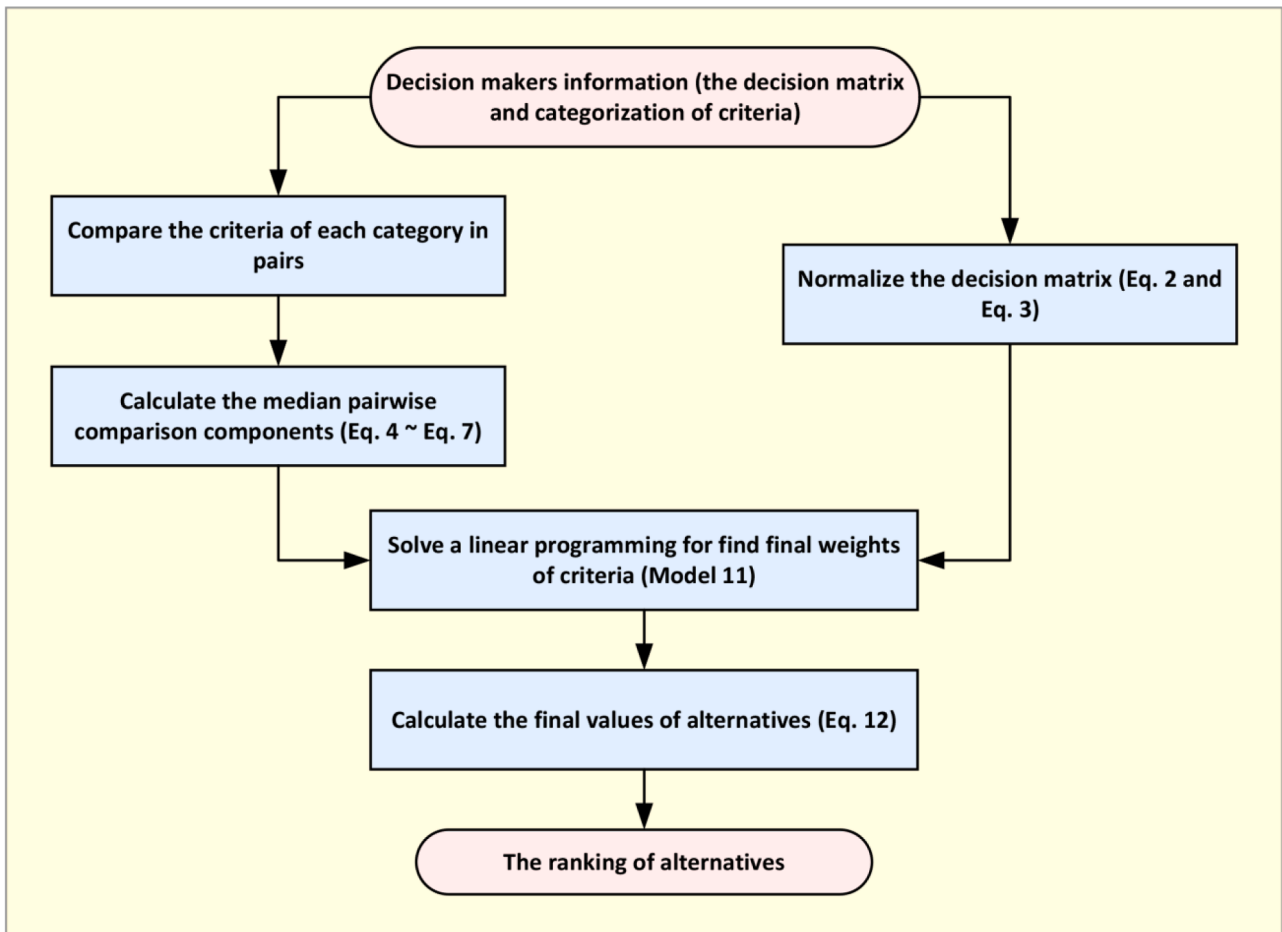 Decision makers information (the decision matrix
and categorization of criteria)
Compare the criteria of each category in
pairs
Normalize the decision matrix (Eq. 2 and
Eq. 3)
Calculate the median pairwise
comparison components (Eq. 4 ~ Eq. 7)
Solve a linear programming for find final weights
of criteria (Model 11)
Calculate the final values of alternatives (Eq. 12)
The ranking of alternatives